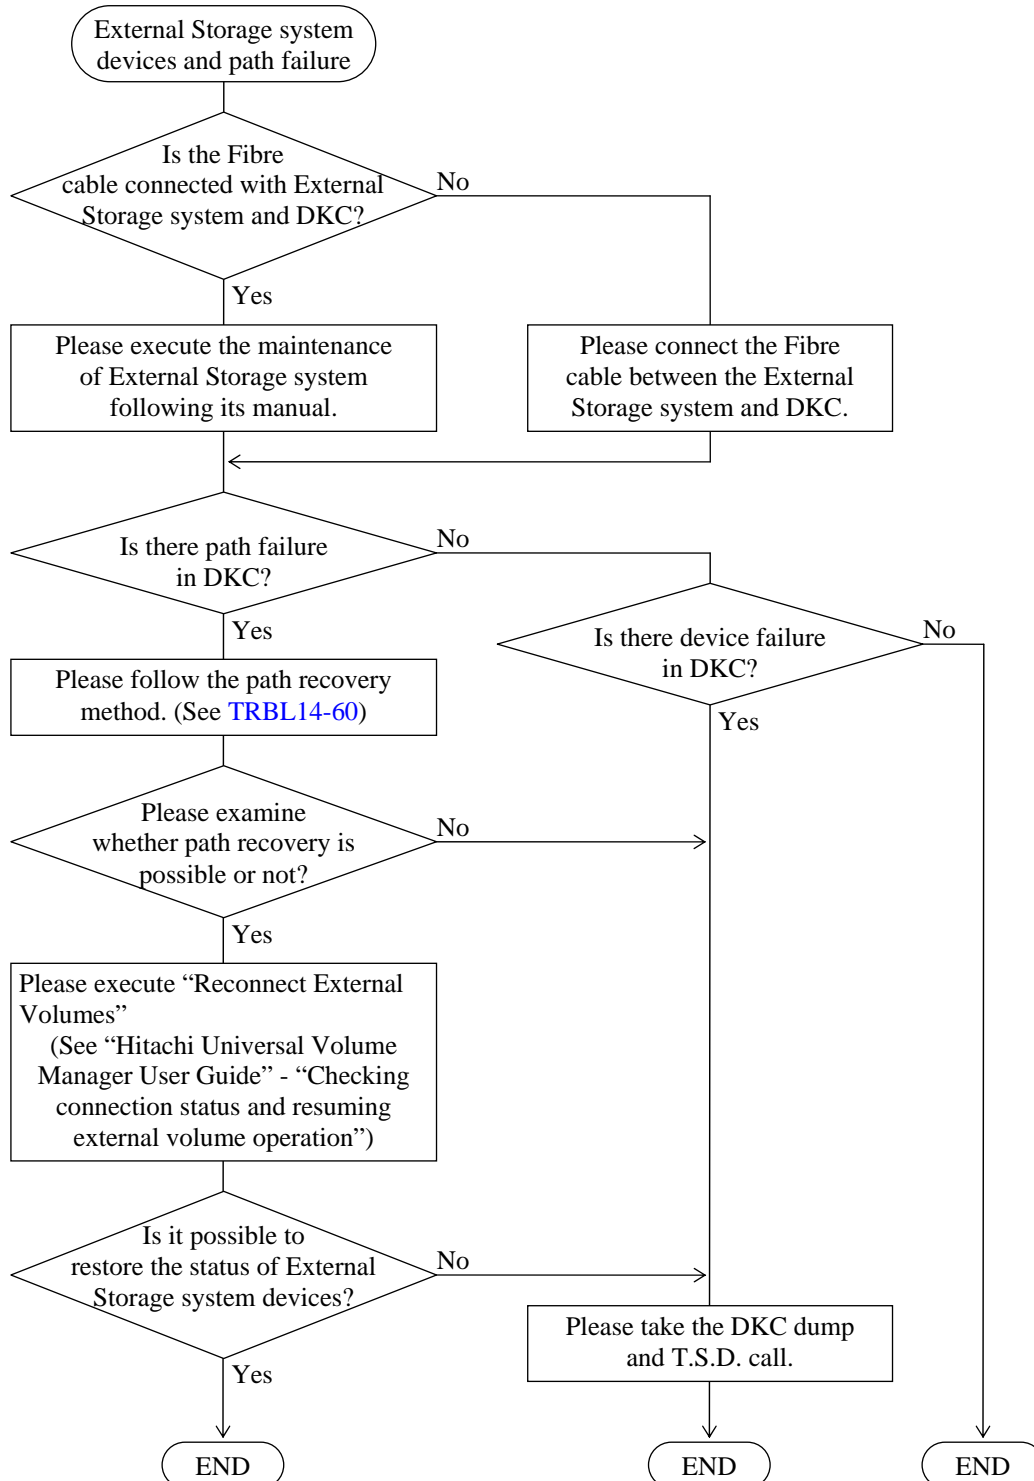 External Storage system
devices and path failure
Is the Fibre
cable connected with External
Storage system and DKC?
No
Yes
Please execute the maintenance
of External Storage system
following its manual.
Please connect the Fibre
cable between the External
Storage system and DKC.
Is there path failure
in DKC?
No
Yes
Is there device failure
in DKC?
No
Yes
Please follow the path recovery
method. (See TRBL14-60)
Please examine
whether path recovery is
possible or not?
No
Yes
Please execute “Reconnect External
Volumes”
(See “Hitachi Universal Volume
Manager User Guide” - “Checking
connection status and resuming
external volume operation”)
Is it possible to
restore the status of External
Storage system devices?
No
Yes
Please take the DKC dump
and T.S.D. call.
END
END
END